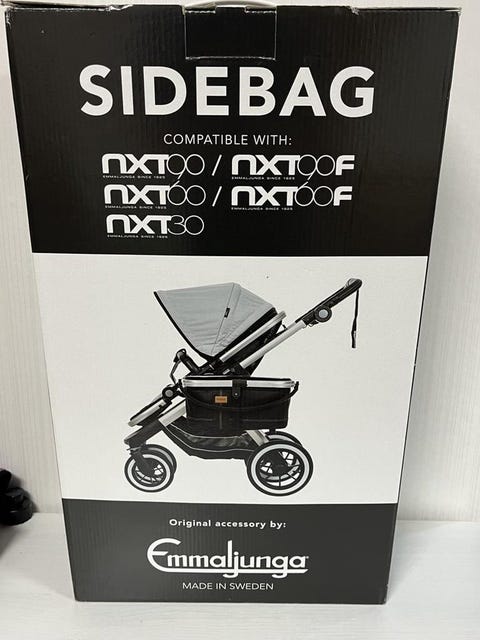 SIDEBAG
COMPATIBLE WITH:
NXT90 / NXT90F
EMMALJUNGA SINCE 1925 EMMALJUNGA SINCE 1925
NXT60 / NXT60F
EMMALJUNGA SINCE 1925 EMMALJUNGA SINCE 1925
NXT30
EMMALJUNGA SINCE 1925
Original accessory by:
Emmaljunga
MADE IN SWEDEN